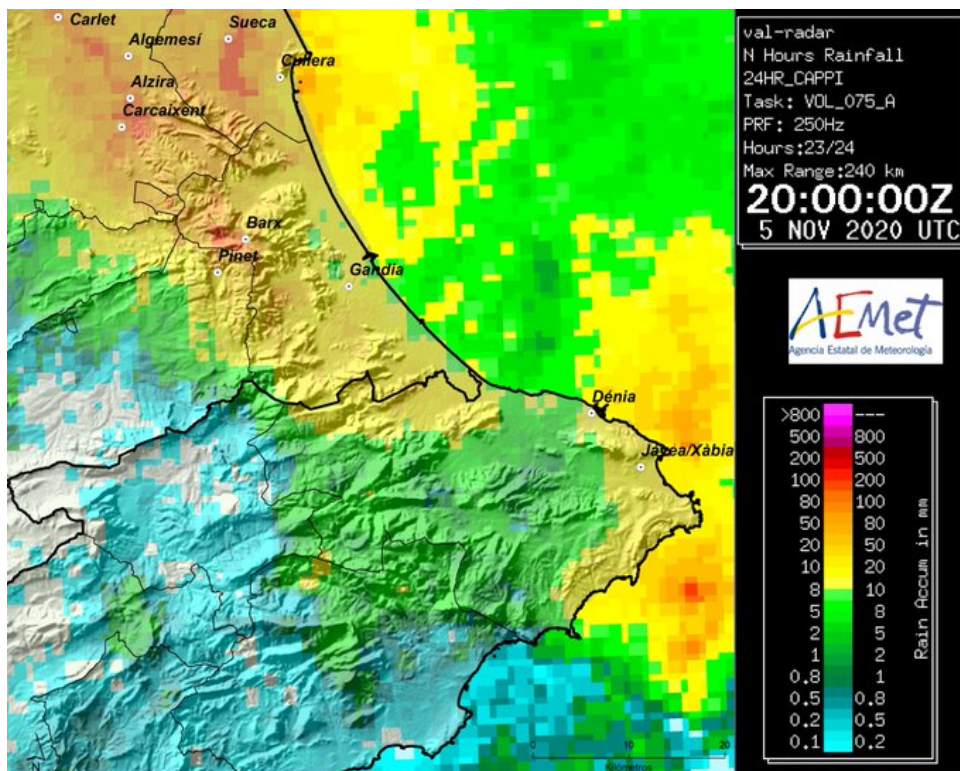 Carlet
Sueca
Algemesí
Cullera
Alzira
Carcaixent
Barx
Pinet
Gandia
Dénia
Javea/Xàbia
0 10 20
Kilómetros
N
val-radar
N Hours Rainfall
24HR_CAPPI
Task: VOL_075_A
PRF: 250Hz
Hours:23/24
Max Range:240 km
20:00:00Z
5 NOV 2020 UTC
AEMet
Agencia Estatal de Meteorología
>800 ---
500 800
200 500
100 200
80 100
50 80
20 50
10 20
8 10
5 8
2 5
1 2
0.8 1
0.5 0.8
0.2 0.5
0.1 0.2
Rain Accum in mm